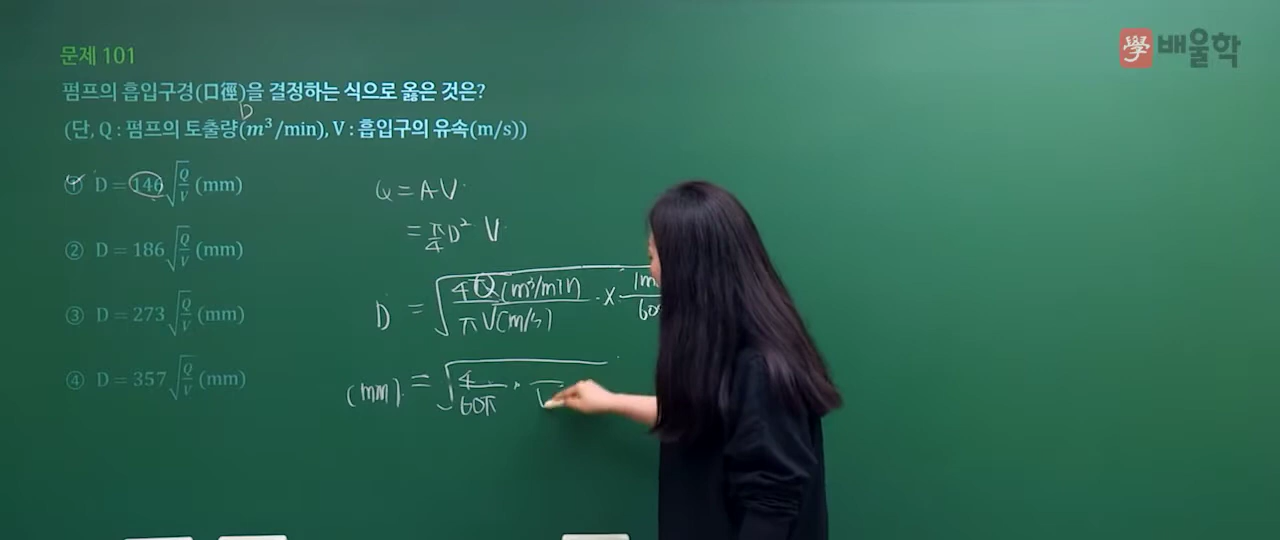 學 배울학
문제 101
펌프의 흡입구경(口徑)을 결정하는 식으로 옳은 것은?
D
(단, Q : 펌프의 토출량(m³/min), V : 흡입구의 유속(m/s))
① D = 146√(Q/V) (mm)
② D = 186√(Q/V) (mm)
③ D = 273√(Q/V) (mm)
④ D = 357√(Q/V) (mm)
Q = AV
= π/4 D² V
D = √(4Q(m³/min) / πV(m/s) × 1m / 60
(mm) = √(4/60π ·